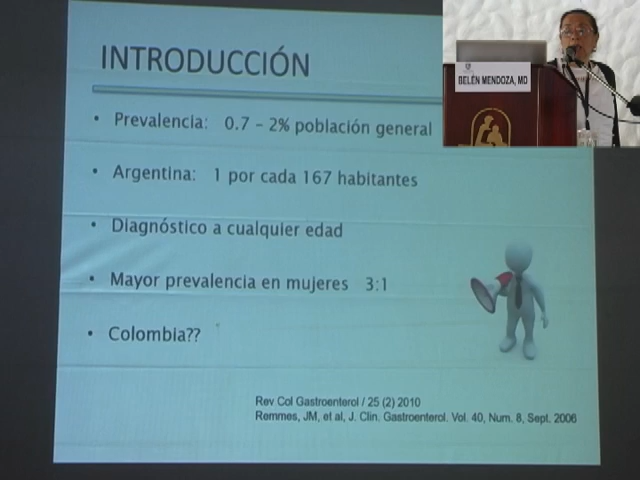 INTRODUCCIÓN
BELÉN MENDOZA, MD
• Prevalencia: 0.7 – 2% población general
• Argentina: 1 por cada 167 habitantes
• Diagnóstico a cualquier edad
• Mayor prevalencia en mujeres 3:1
• Colombia??
Rev Col Gastroenterol / 25 (2) 2010
Remmes, JM, et al, J. Clin. Gastroenterol. Vol. 40, Num. 8, Sept. 2006